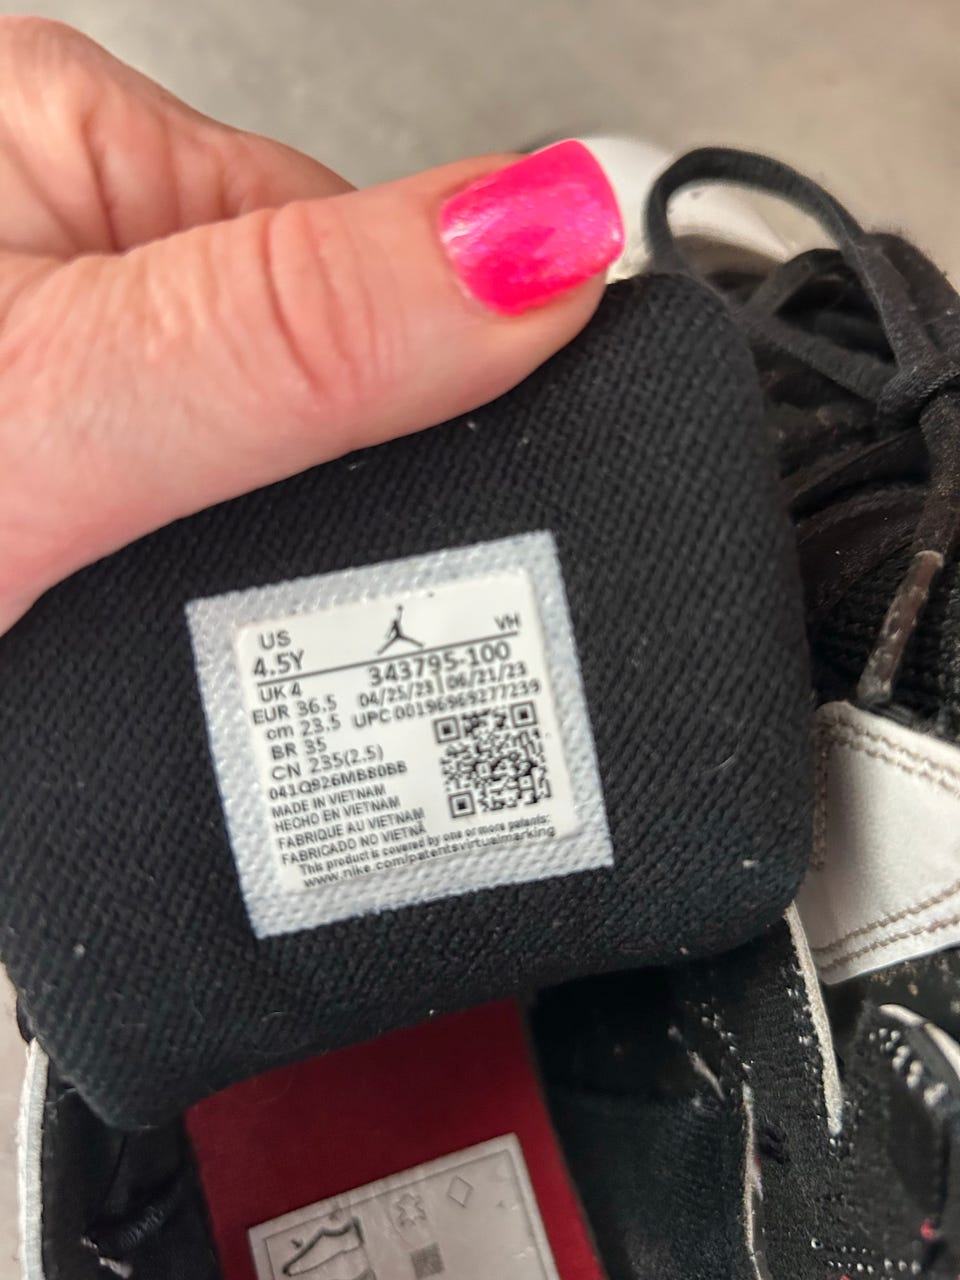 US
VH
4.5Y
343795-100
UK 4
04/25/23 | 06/21/23
EUR 36.5
UPC 00196969277239
cm 23.5
BR 35
CN 235(2.5)
041Q926MB80BB
MADE IN VIETNAM
HECHO EN VIETNAM
FABRIQUE AU VIETNAM
FABRICADO NO VIETNÃ
This product is covered by one or more patents:
www.nike.com/patentsvirtualmarking